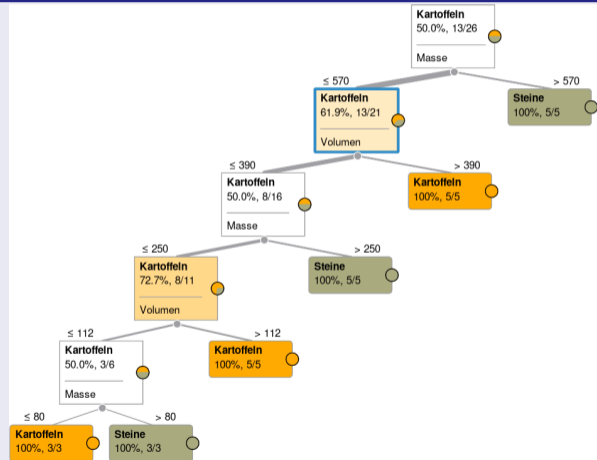 Kartoffeln
50.0%, 13/26
Masse
≤ 570
> 570
Kartoffeln
61.9%, 13/21
Volumen
Steine
100%, 5/5
≤ 390
> 390
Kartoffeln
50.0%, 8/16
Masse
Kartoffeln
100%, 5/5
≤ 250
> 250
Kartoffeln
72.7%, 8/11
Volumen
Steine
100%, 5/5
≤ 112
> 112
Kartoffeln
50.0%, 3/6
Masse
Kartoffeln
100%, 5/5
≤ 80
> 80
Kartoffeln
100%, 3/3
Steine
100%, 3/3